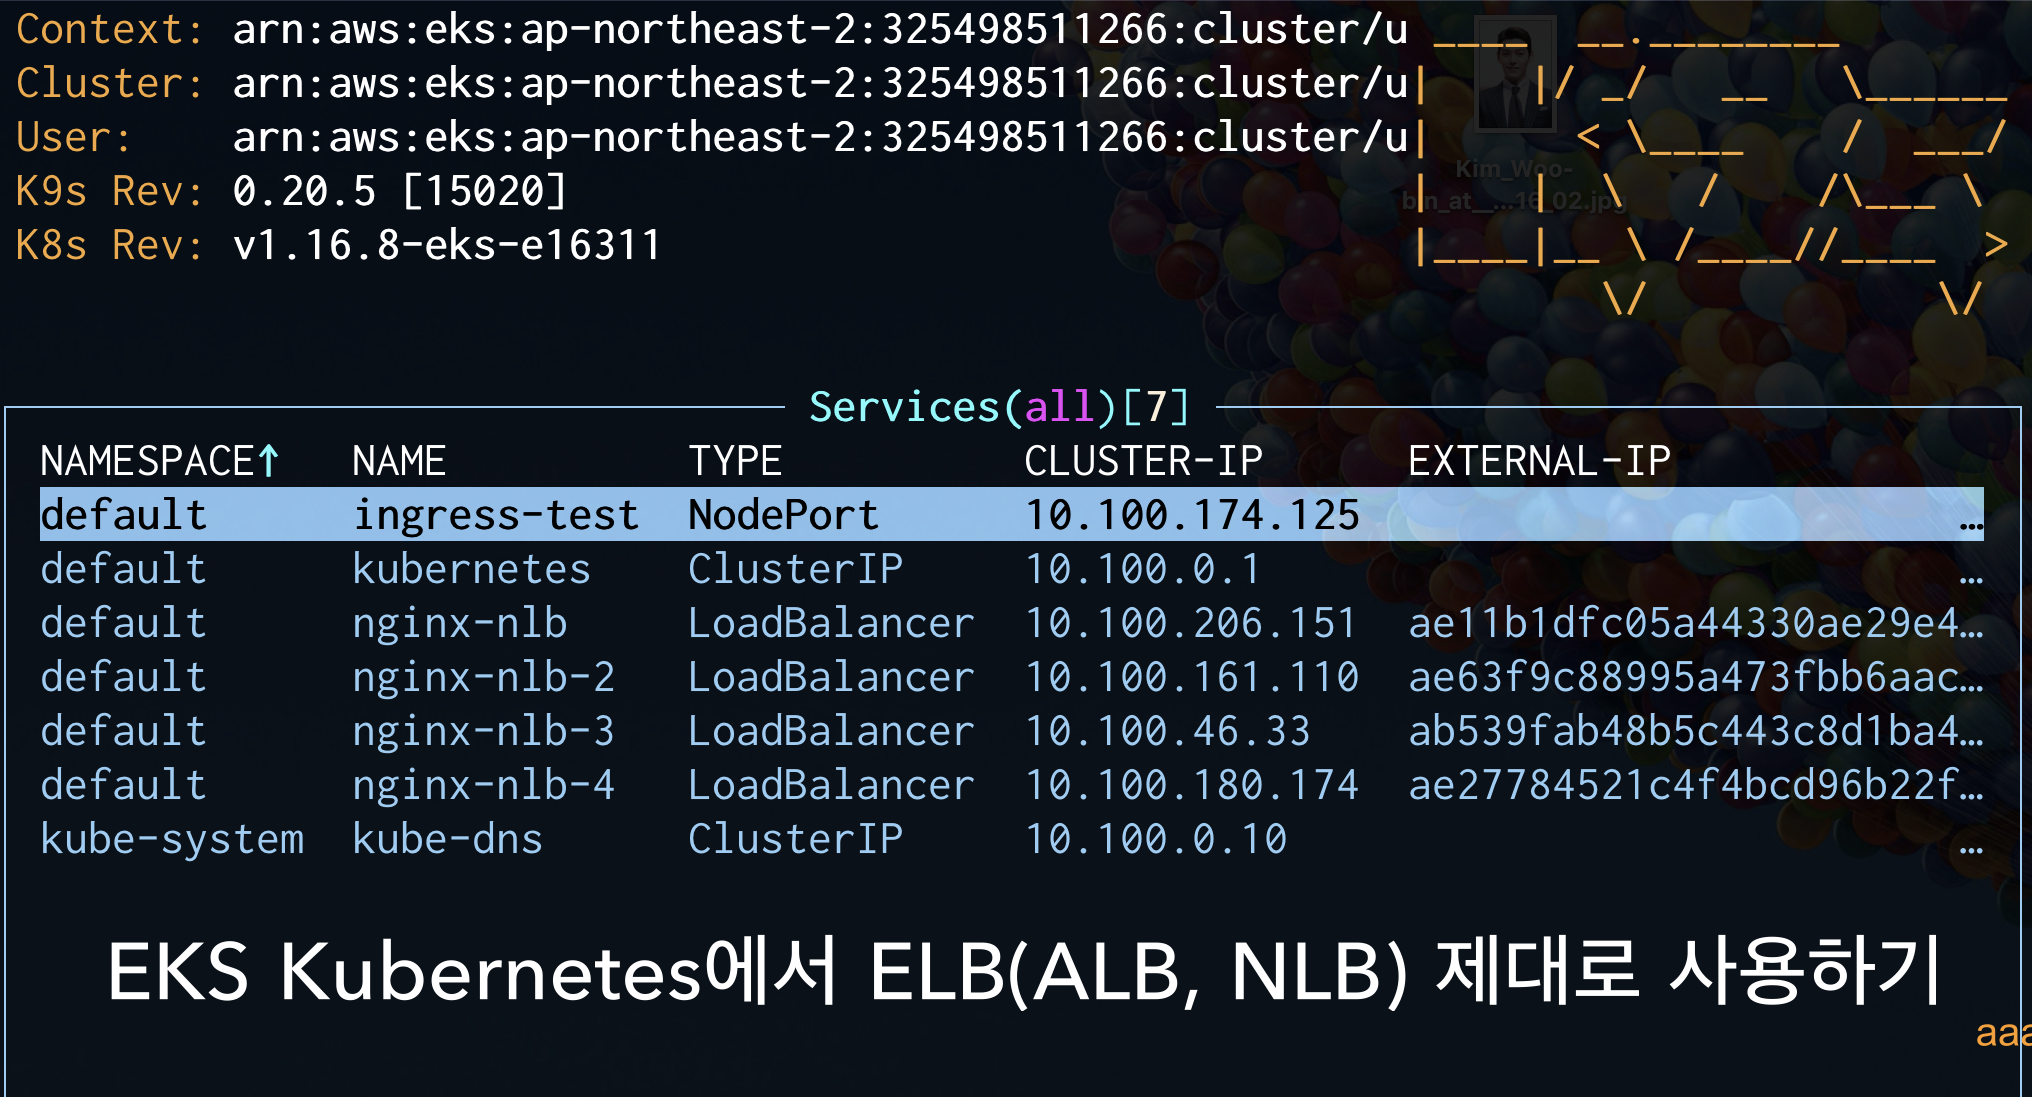 Context: arn:aws:eks:ap-northeast-2:325498511266:cluster/u
Cluster: arn:aws:eks:ap-northeast-2:325498511266:cluster/u
User: arn:aws:eks:ap-northeast-2:325498511266:cluster/u
K9s Rev: 0.20.5 [15020]
K8s Rev: v1.16.8-eks-e16311
Kim_Woo-
bin_at__...16_02.jpg
Services(all)[7]
NAMESPACE↑ NAME TYPE CLUSTER-IP EXTERNAL-IP
default ingress-test NodePort 10.100.174.125 …
default kubernetes ClusterIP 10.100.0.1 …
default nginx-nlb LoadBalancer 10.100.206.151 ae11b1dfc05a44330ae29e4…
default nginx-nlb-2 LoadBalancer 10.100.161.110 ae63f9c88995a473fbb6aac…
default nginx-nlb-3 LoadBalancer 10.100.46.33 ab539fab48b5c443c8d1ba4…
default nginx-nlb-4 LoadBalancer 10.100.180.174 ae27784521c4f4bcd96b22f…
kube-system kube-dns ClusterIP 10.100.0.10 …
EKS Kubernetes에서 ELB(ALB, NLB) 제대로 사용하기
aaa